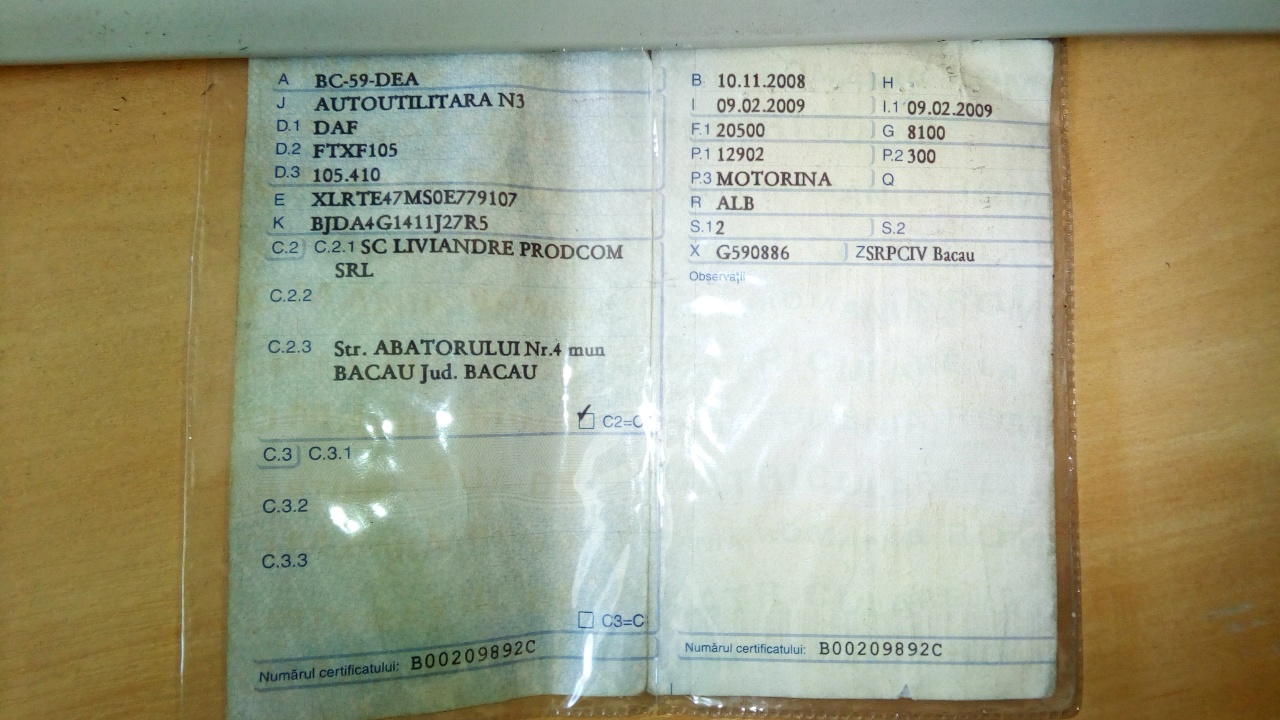 A BC-59-DEA
J AUTOUTILITARA N3
D.1 DAF
D.2 FTXF105
D.3 105.410
E XLRTE47MS0E779107
K BJDA4G1411J27R5
C.2 C.2.1 SC LIVIANDRE PRODCOM
SRL
C.2.2
C.2.3 Str. ABATORULUI Nr.4 mun
BACAU Jud. BACAU
C2=C
C.3 C.3.1
C.3.2
C.3.3
C3=C
Numărul certificatului: B00209892C
B 10.11.2008 H
I 09.02.2009 I.1 09.02.2009
F.1 20500 G 8100
P.1 12902 P.2 300
P.3 MOTORINA Q
R ALB
S.1 2 S.2
X G590886 Z SRPCIV Bacau
Observații
Numărul certificatului: B00209892C